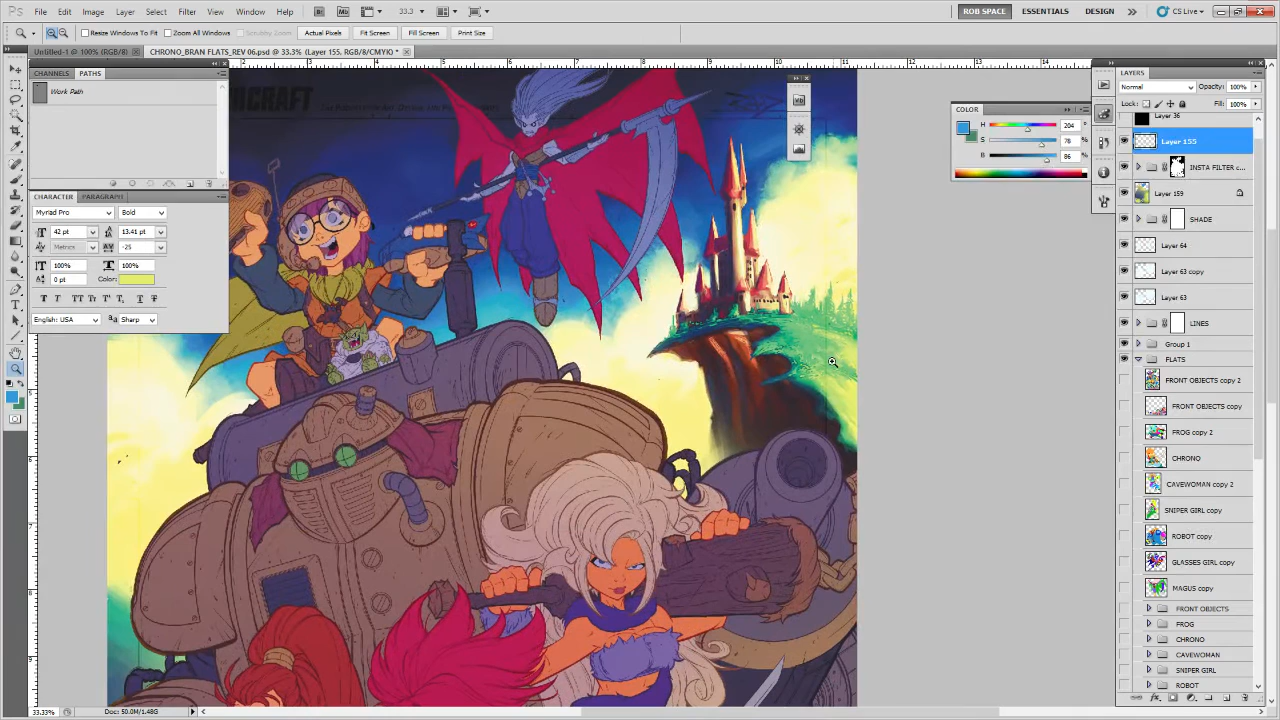 Ps File Edit Image Layer Select Filter View Window Help Br Mb 33.3 ROB SPACE ESSENTIALS DESIGN CS Live
Resize Windows To Fit Zoom All Windows Scrubby Zoom Actual Pixels Fit Screen Fill Screen Print Size
Untitled-1 @ 100% (RGB/8) CHRONO_BRAN FLATS_REV 06.psd @ 33.3% (Layer 155, RGB/8/CMYK) *
CHANNELS PATHS
Work Path
CHARACTER PARAGRAPH
Myriad Pro Bold
42 pt 13.41 pt
Metrics -25
100% 100%
0 pt Color:
English: USA Sharp
COLOR
H 204 °
S 78 %
B 86 %
LAYERS
Normal Opacity: 100%
Lock: Fill: 100%
Layer 36
Layer 155
INSTA FILTER c...
Layer 159
SHADE
Layer 64
Layer 63 copy
Layer 63
LINES
Group 1
FLATS
FRONT OBJECTS copy 2
FRONT OBJECTS copy
FROG copy 2
CHRONO
CAVEWOMAN copy 2
SNIPER GIRL copy
ROBOT copy
GLASSES GIRL copy
MAGUS copy
FRONT OBJECTS
FROG
CHRONO
CAVEWOMAN
SNIPER GIRL
ROBOT
33.33% Doc: 50.0M/1.48G